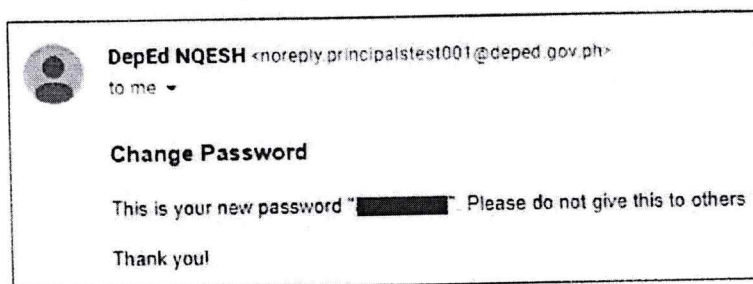 DepEd NQESH <noreply.principalstest001@deped.gov.ph>
to me
Change Password
This is your new password "        ". Please do not give this to others
Thank you!